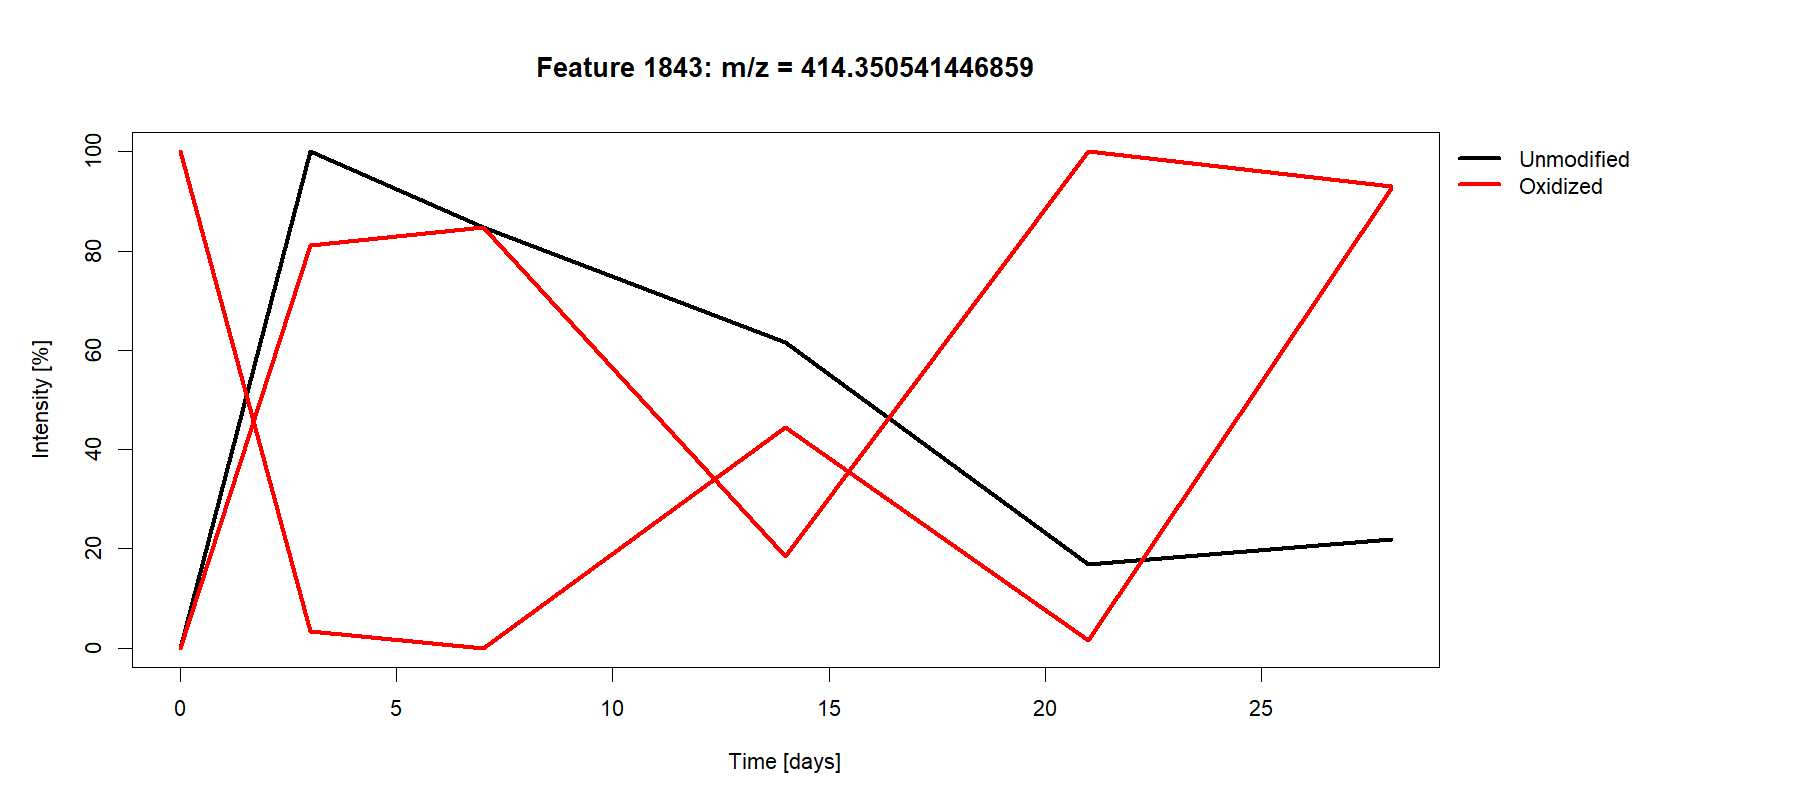 Feature 1843: m/z = 414.350541446859
Unmodified
Oxidized
Intensity [%]
100
80
60
40
20
0
0 5 10 15 20 25
Time [days]